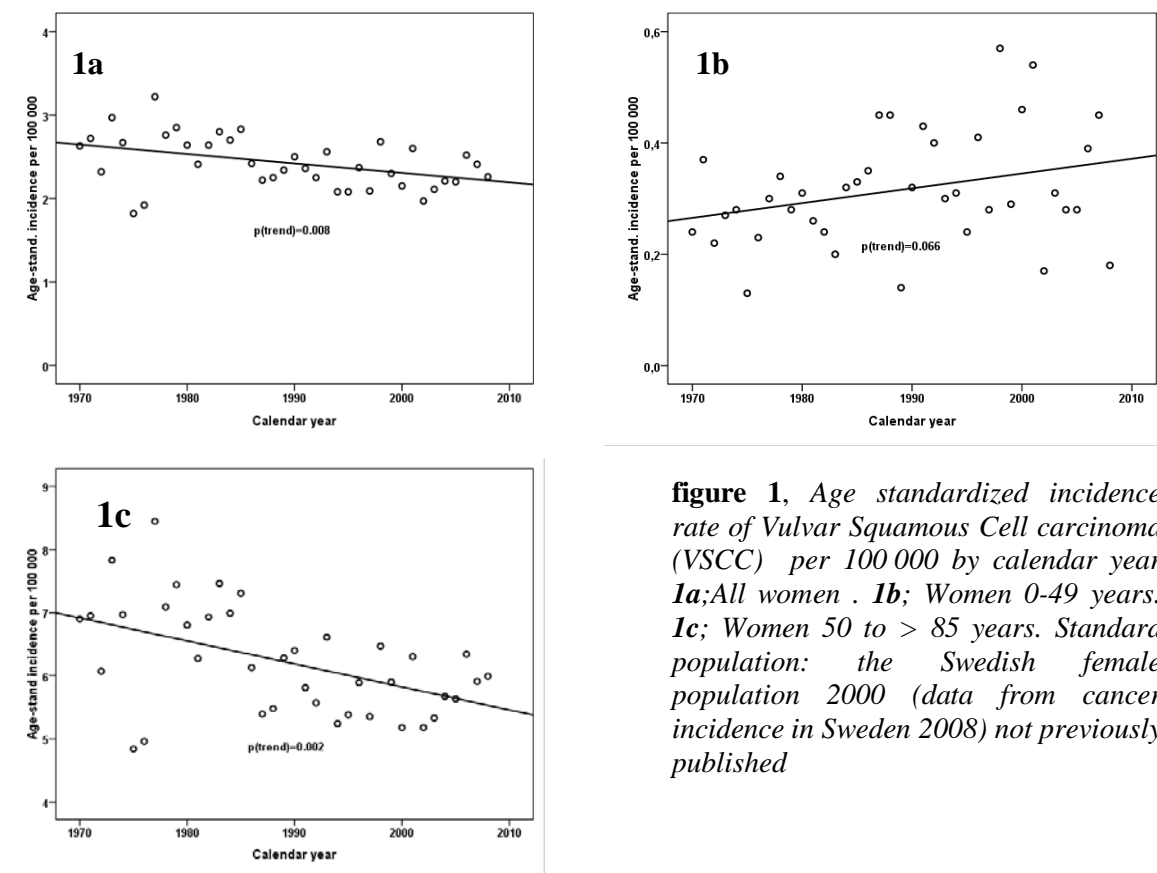 1a
Age-stand. incidence per 100 000
4
3
2
1
0
p(trend)=0.008
1970 1980 1990 2000 2010
Calendar year
1b
Age-stand. incidence per 100 000
0,6
0,4
0,2
0,0
p(trend)=0.066
1970 1980 1990 2000 2010
Calendar year
1c
Age-stand incidence per 100 000
9
8
7
6
5
4
p(trend)=0.002
1970 1980 1990 2000 2010
Calendar year
figure 1, Age standardized incidence
rate of Vulvar Squamous Cell carcinoma
(VSCC) per 100 000 by calendar year
1a;All women . 1b; Women 0-49 years.
1c; Women 50 to > 85 years. Standard
population: the Swedish female
population 2000 (data from cancer
incidence in Sweden 2008) not previously
published